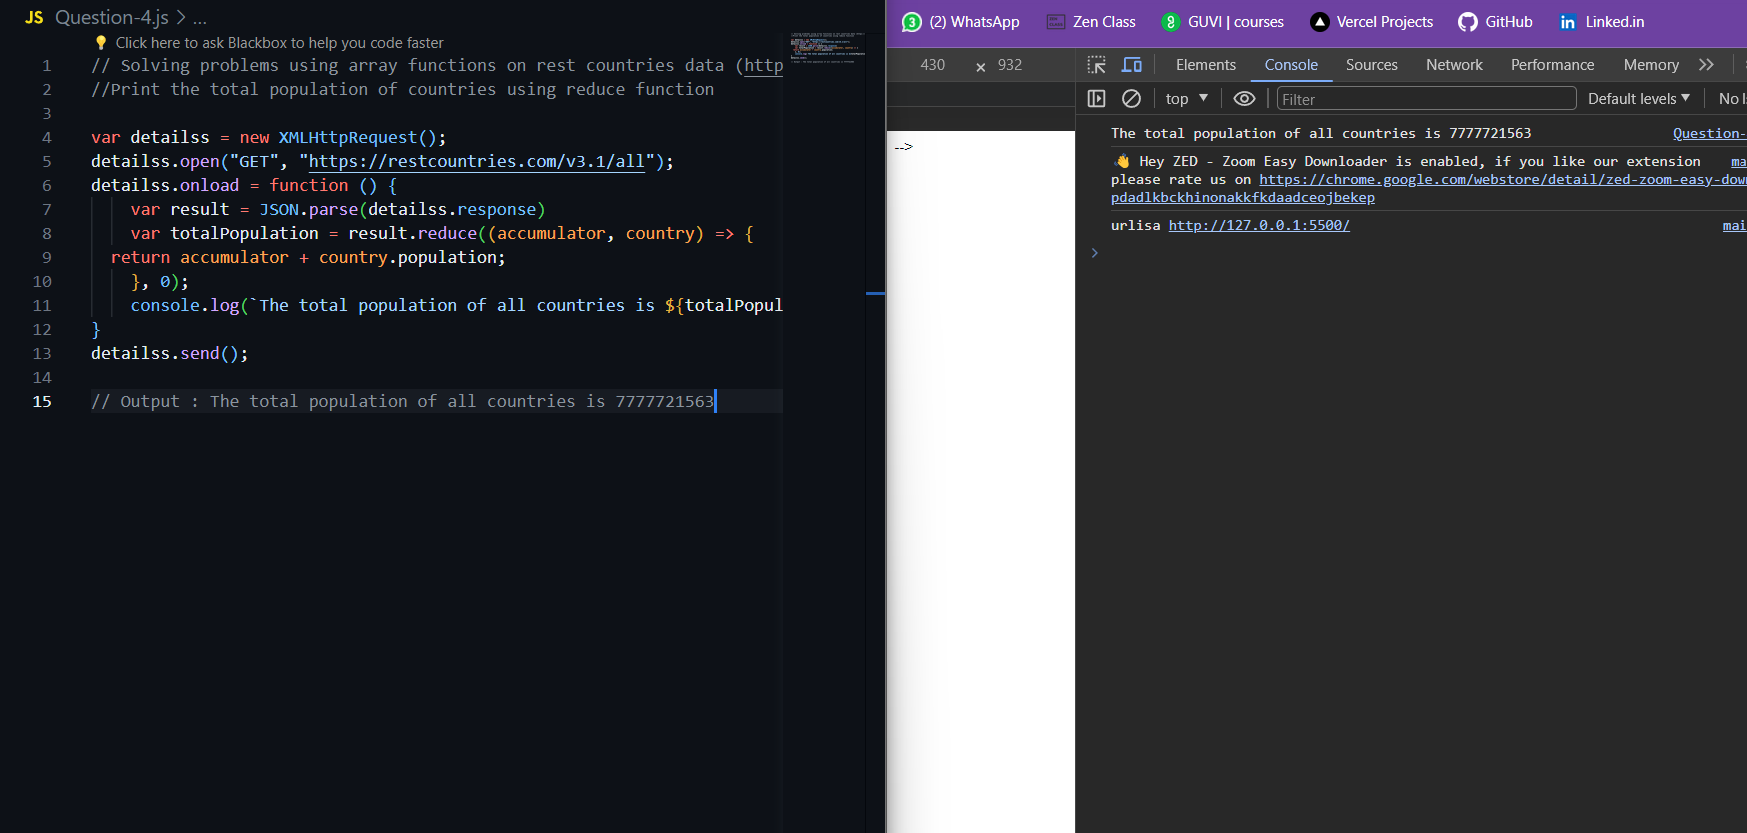 JS Question-4.js > ...
Click here to ask Blackbox to help you code faster
1 // Solving problems using array functions on rest countries data (http
2 //Print the total population of countries using reduce function
3
4 var detailss = new XMLHttpRequest();
5 detailss.open("GET", "https://restcountries.com/v3.1/all");
6 detailss.onload = function () {
7 var result = JSON.parse(detailss.response)
8 var totalPopulation = result.reduce((accumulator, country) => {
9 return accumulator + country.population;
10 }, 0);
11 console.log(`The total population of all countries is ${totalPopul
12 }
13 detailss.send();
14
15 // Output : The total population of all countries is 7777721563
(2) WhatsApp Zen Class GUVI | courses Vercel Projects GitHub Linked.in
430 × 932
Elements Console Sources Network Performance Memory >>
top Filter Default levels No I
-->
The total population of all countries is 7777721563 Question-
👋 Hey ZED - Zoom Easy Downloader is enabled, if you like our extension ma
please rate us on https://chrome.google.com/webstore/detail/zed-zoom-easy-dow
pdadlkbckhinonakkfkdaadceojbekep
urlisa http://127.0.0.1:5500/ mai
>